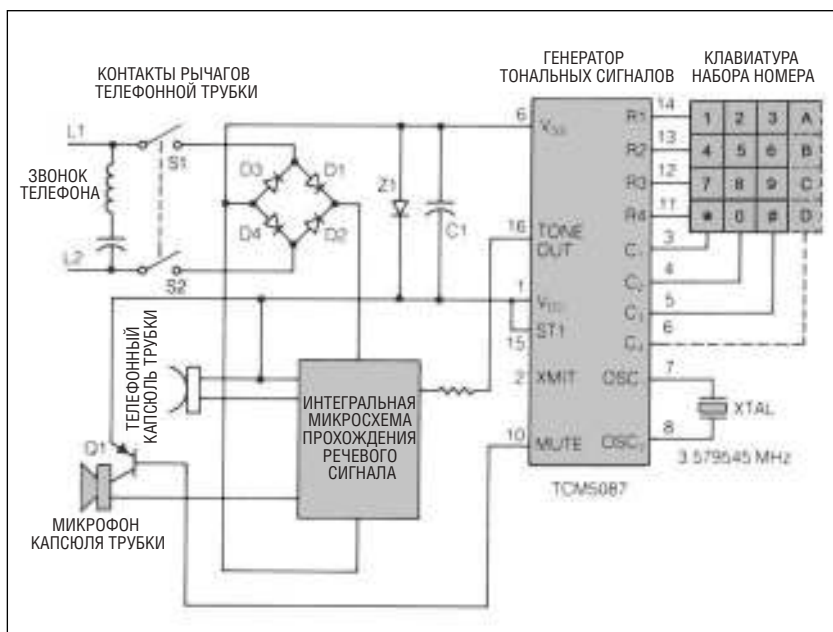 КОНТАКТЫ РЫЧАГОВ
ТЕЛЕФОННОЙ ТРУБКИ
ГЕНЕРАТОР
ТОНАЛЬНЫХ СИГНАЛОВ
КЛАВИАТУРА
НАБОРА НОМЕРА
L1
S1
ЗВОНОК
ТЕЛЕФОНА
L2
S2
D3
D1
D4
D2
Z1
C1
6
VSS
16
TONE
OUT
1
VDD
ST1
15
2
XMIT
10
MUTE
R1
14
R2
13
R3
12
R4
11
C1
3
C2
4
C3
5
C4
6
OSC
7
OSC
8
1 2 3 A
4 5 6 B
7 8 9 C
* 0 # D
XTAL
3.579545 MHz
TCM5087
ТЕЛЕФОННЫЙ
КАПСЮЛЬ ТРУБКИ
ИНТЕГРАЛЬНАЯ
МИКРОСХЕМА
ПРОХОЖДЕНИЯ
РЕЧЕВОГО
СИГНАЛА
Q1
МИКРОФОН
КАПСЮЛЯ ТРУБКИ